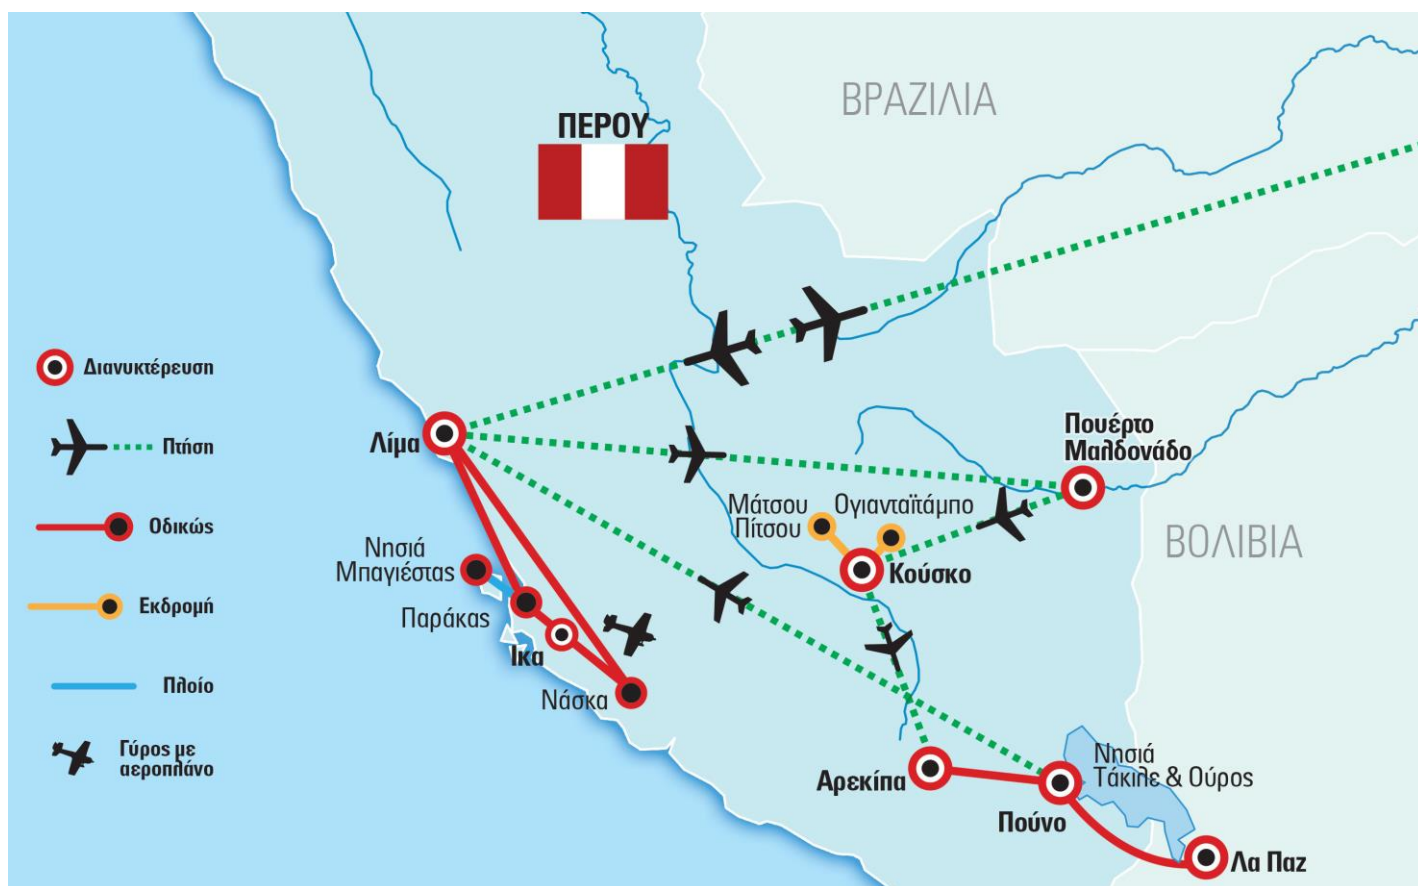 ΒΡΑΖΙΛΙΑ
ΠΕΡΟΥ
Διανυκτέρευση
Πτήση
Οδικώς
Εκδρομή
Πλοίο
Γύρος με
αεροπλάνο
Λίμα
Πουέρτο
Μαλδονάδο
Μάτσου
Πίτσου
Ογιανταϊτάμπο
ΒΟΛΙΒΙΑ
Κούσκο
Νησιά
Μπαγιέστας
Παράκας
Ικα
Νάσκα
Αρεκίπα
Πούνο
Νησιά
Τάκιλε & Ούρος
Λα Παζ